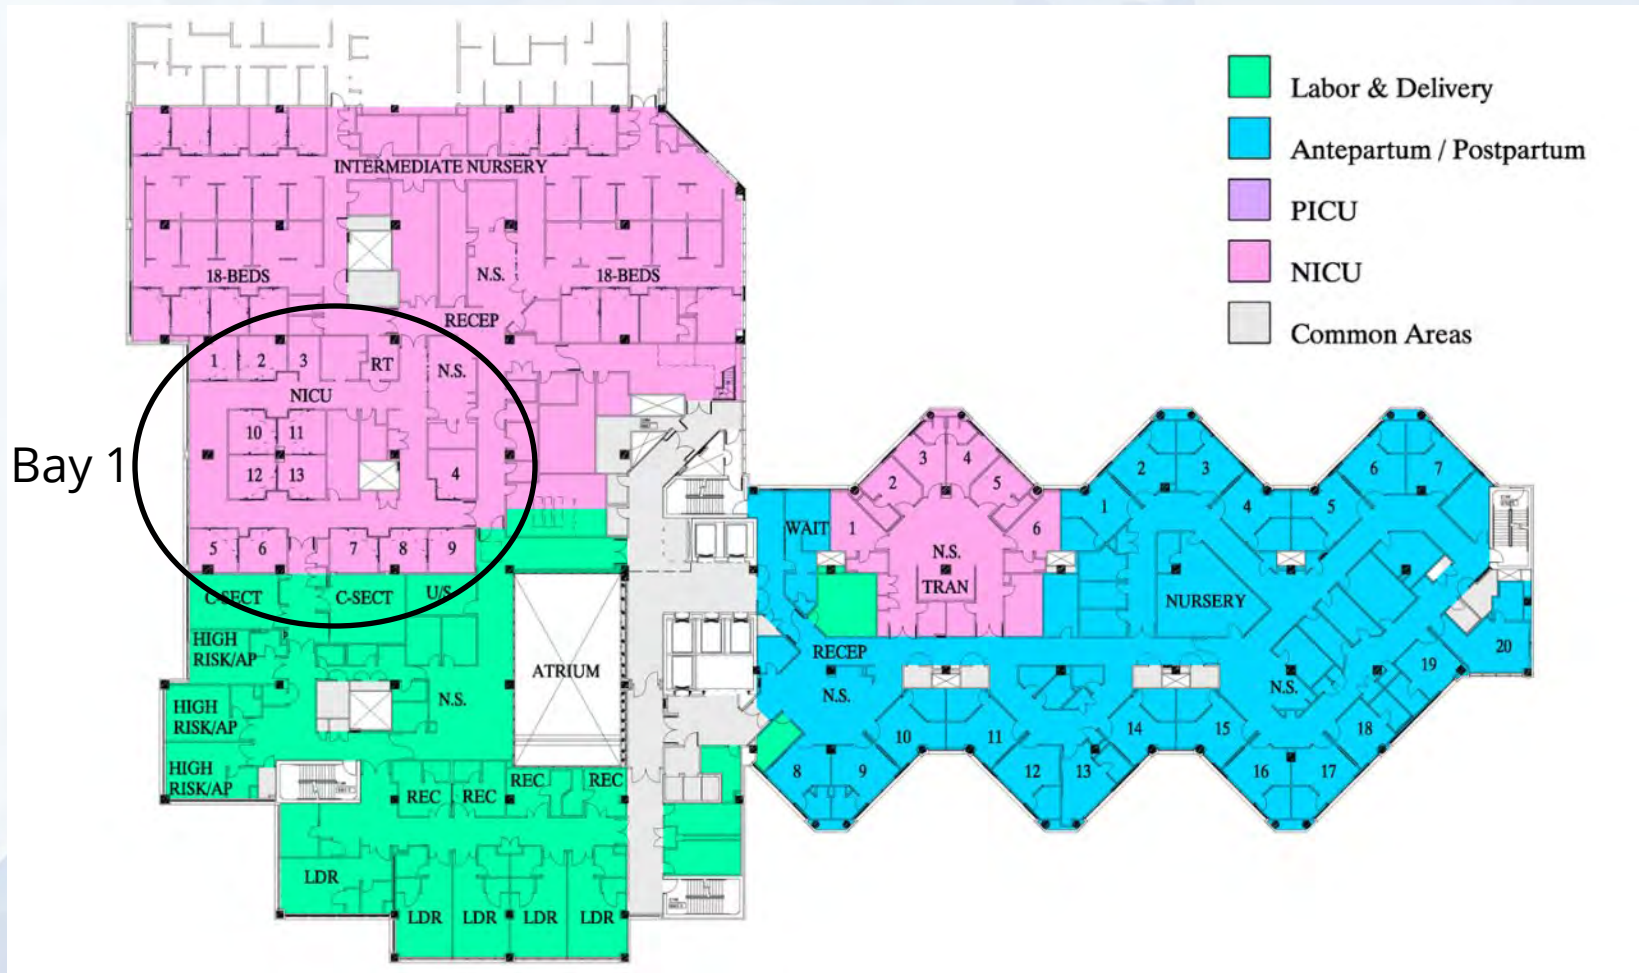 Labor & Delivery
Antepartum / Postpartum
PICU
NICU
Common Areas
INTERMEDIATE NURSERY
18-BEDS
N.S.
18-BEDS
RECEP
1
2
3
RT
N.S.
NICU
10
11
12
13
4
Bay 1
5
6
7
8
9
C-SECT
C-SECT
U/S
HIGH
RISK/AP
HIGH
RISK/AP
HIGH
RISK/AP
N.S.
ATRIUM
REC
REC
REC
REC
LDR
LDR
LDR
LDR
LDR
WAIT
1
2
3
4
5
6
N.S.
TRAN
1
2
3
4
5
6
7
NURSERY
RECEP
N.S.
N.S.
8
9
10
11
12
13
14
15
16
17
18
19
20